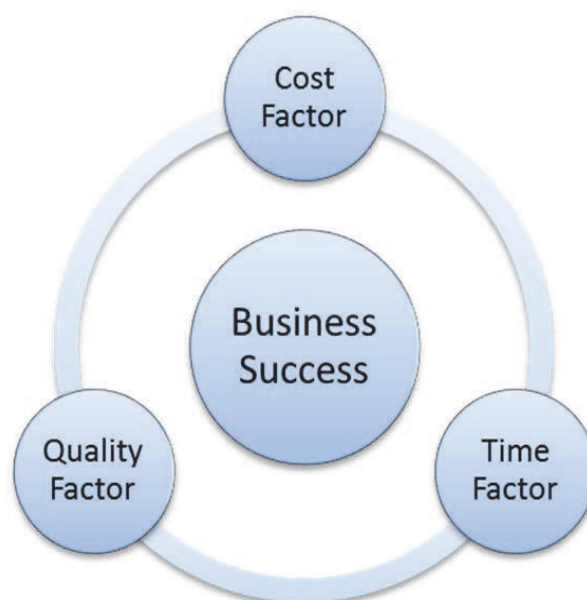 Cost
Factor
Business
Success
Quality
Factor
Time
Factor